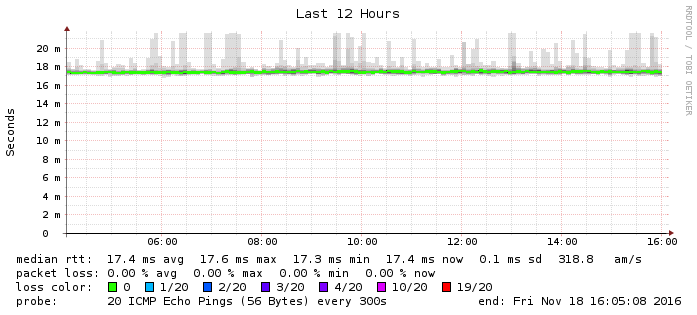 Last 12 Hours
RRDTOOL / TOBI OETIKER
Seconds
20 m
18 m
16 m
14 m
12 m
10 m
8 m
6 m
4 m
2 m
0
06:00 08:00 10:00 12:00 14:00 16:00
median rtt: 17.4 ms avg 17.6 ms max 17.3 ms min 17.4 ms now 0.1 ms sd 318.8 am/s
packet loss: 0.00 % avg 0.00 % max 0.00 % min 0.00 % now
loss color: 0 1/20 2/20 3/20 4/20 10/20 19/20
probe: 20 ICMP Echo Pings (56 Bytes) every 300s end: Fri Nov 18 16:05:08 2016